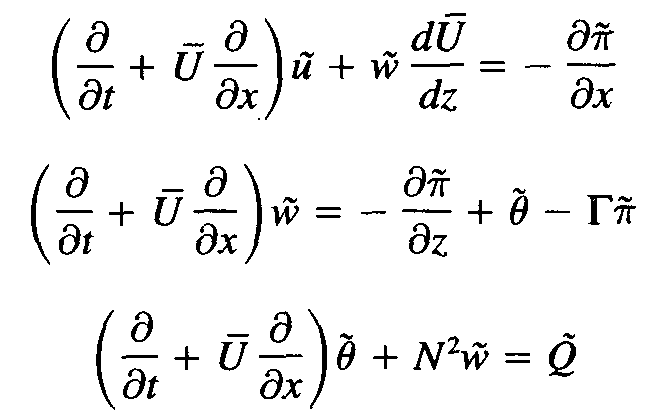 (∂/∂t + Ū ∂/∂x) ũ + w̃ dŪ/dz = − ∂π̃/∂x
(∂/∂t + Ū ∂/∂x) w̃ = − ∂π̃/∂z + θ̃ − Γπ̃
(∂/∂t + Ū ∂/∂x) θ̃ + N²w̃ = Q̃